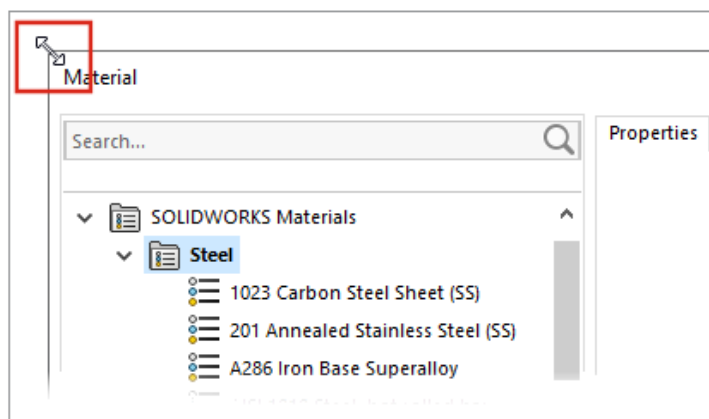 Material
Search...
Properties
SOLIDWORKS Materials
Steel
1023 Carbon Steel Sheet (SS)
201 Annealed Stainless Steel (SS)
A286 Iron Base Superalloy